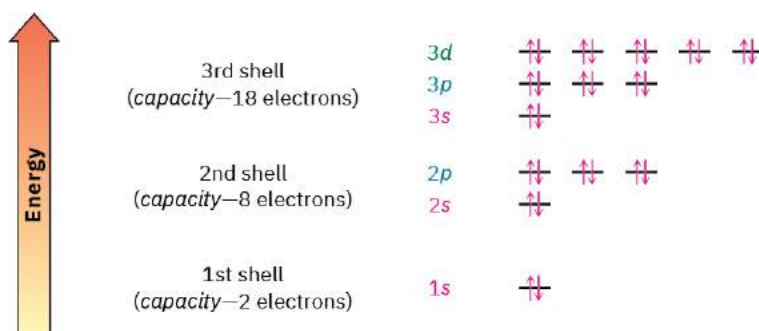 Energy
3rd shell
(capacity—18 electrons)
3d
3p
3s
2nd shell
(capacity—8 electrons)
2p
2s
1st shell
(capacity—2 electrons)
1s